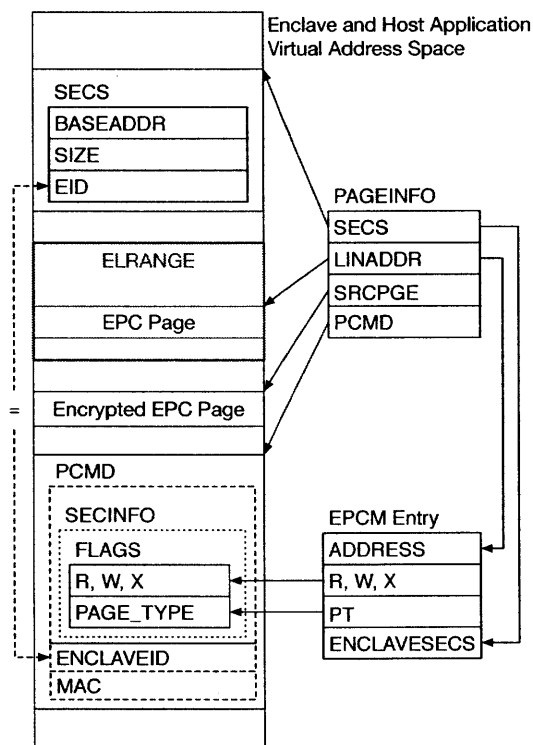 Enclave and Host Application
Virtual Address Space
SECS
BASEADDR
SIZE
EID
ELRANGE
EPC Page
Encrypted EPC Page
=
PCMD
SECINFO
FLAGS
R, W, X
PAGE_TYPE
ENCLAVEID
MAC
PAGEINFO
SECS
LINADDR
SRCPGE
PCMD
EPCM Entry
ADDRESS
R, W, X
PT
ENCLAVESECS